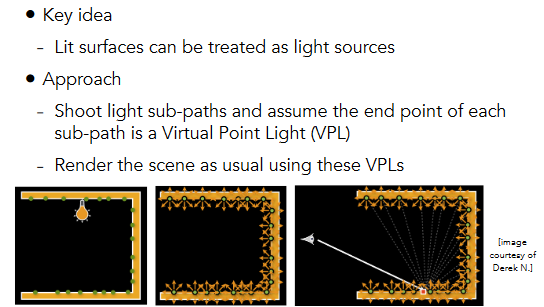 • Key idea
– Lit surfaces can be treated as light sources
• Approach
– Shoot light sub-paths and assume the end point of each
sub-path is a Virtual Point Light (VPL)
– Render the scene as usual using these VPLs
[image
courtesy of
Derek N.]